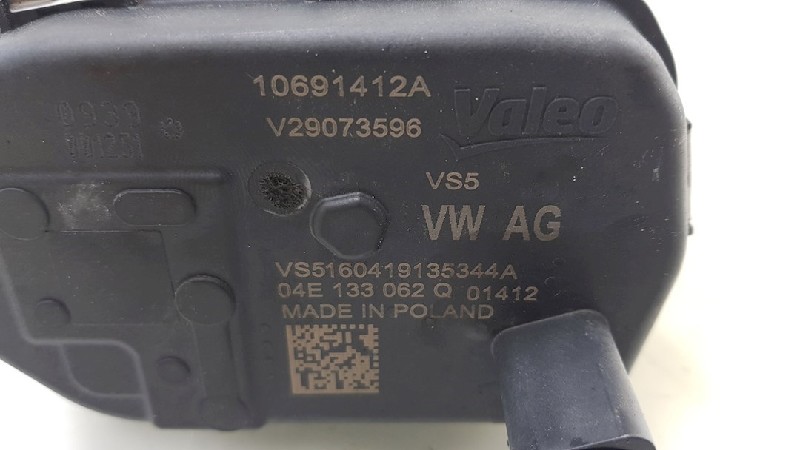 10691412A
Valeo
V29073596
VS5
VW AG
VS5160419135344A
04E 133 062 Q 01412
MADE IN POLAND